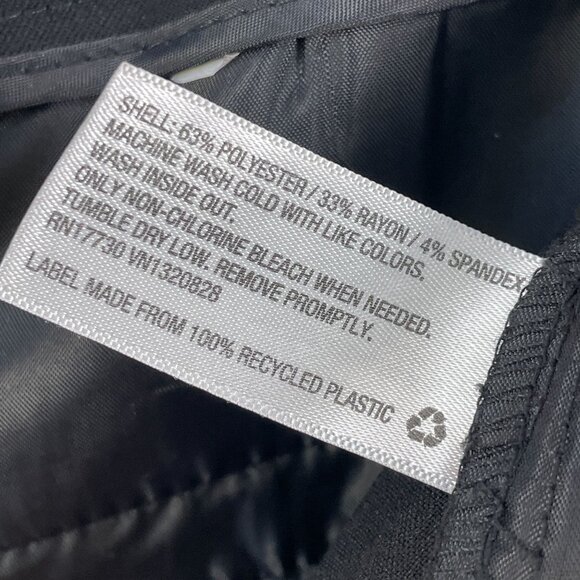 SHELL: 63% POLYESTER / 33% RAYON / 4% SPANDEX
MACHINE WASH COLD WITH LIKE COLORS.
WASH INSIDE OUT.
ONLY NON-CHLORINE BLEACH WHEN NEEDED.
TUMBLE DRY LOW. REMOVE PROMPTLY.
RN17730 VN1320828
LABEL MADE FROM 100% RECYCLED PLASTIC